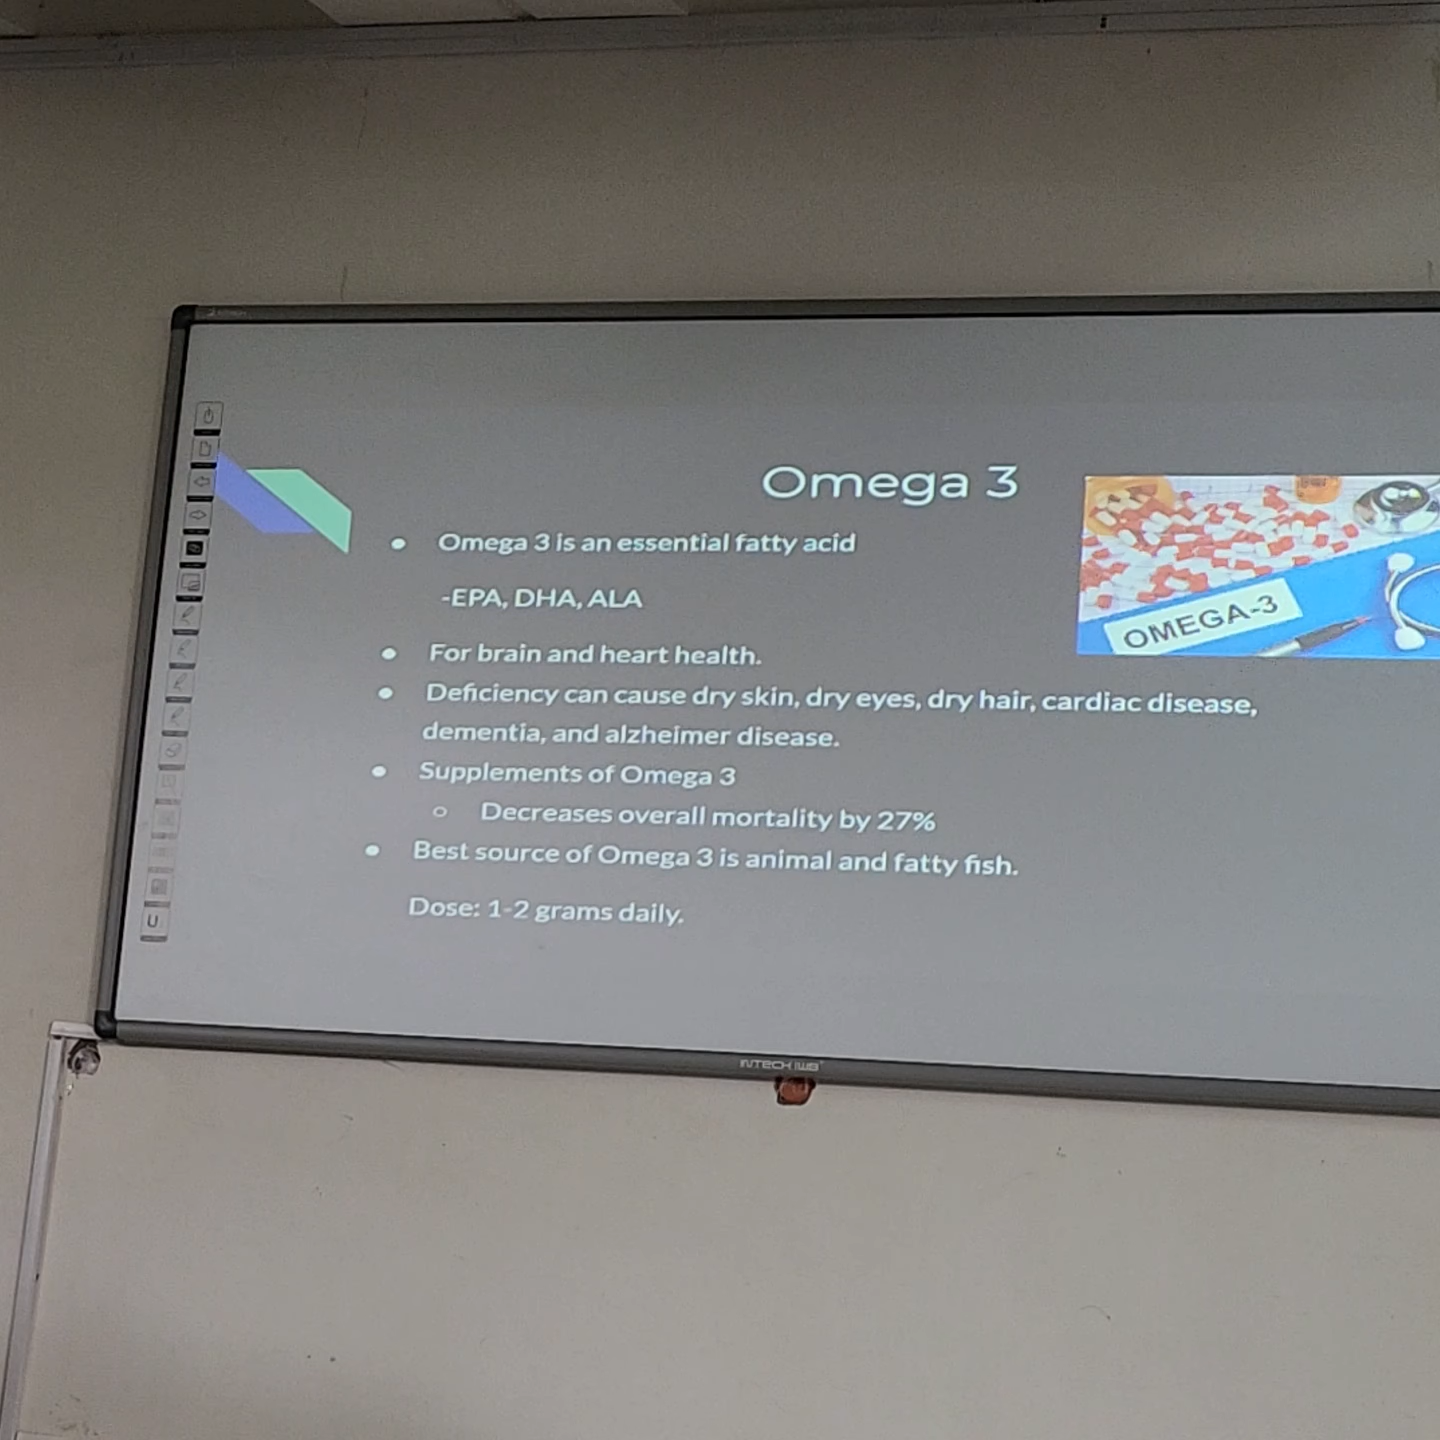 Omega 3
Omega 3 is an essential fatty acid
-EPA, DHA, ALA
OMEGA-3
For brain and heart health.
Deficiency can cause dry skin, dry eyes, dry hair, cardiac disease,
dementia, and alzheimer disease.
Supplements of Omega 3
Decreases overall mortality by 27%
Best source of Omega 3 is animal and fatty fish.
Dose: 1-2 grams daily.
U
INTECH IWB